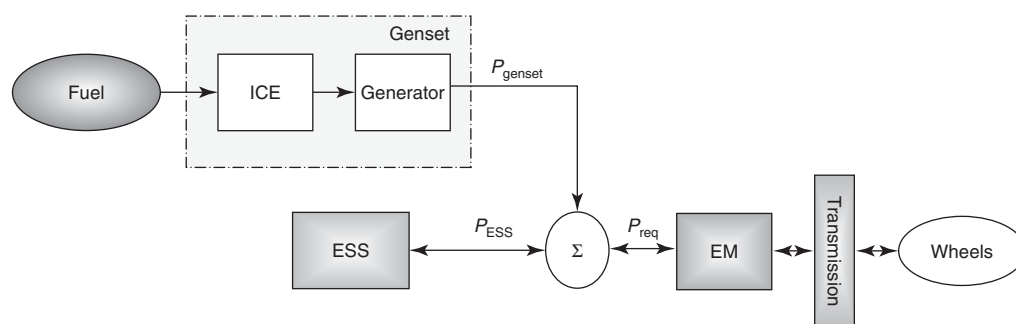 Genset
Fuel
ICE
Generator
P_genset
ESS
P_ESS
Σ
P_req
EM
Transmission
Wheels